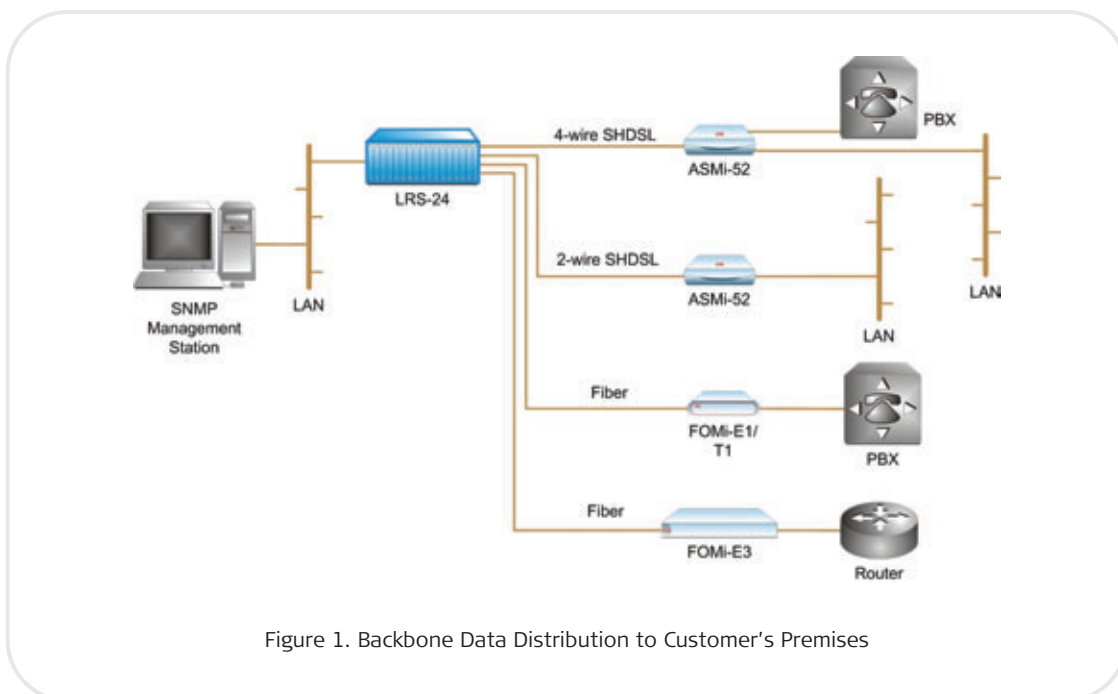 PBX
4-wire SHDSL
ASMi-52
LRS-24
LAN
SNMP
Management
Station
2-wire SHDSL
ASMi-52
LAN
LAN
Fiber
FOMi-E1/
T1
PBX
Fiber
FOMi-E3
Router
Figure 1. Backbone Data Distribution to Customer's Premises